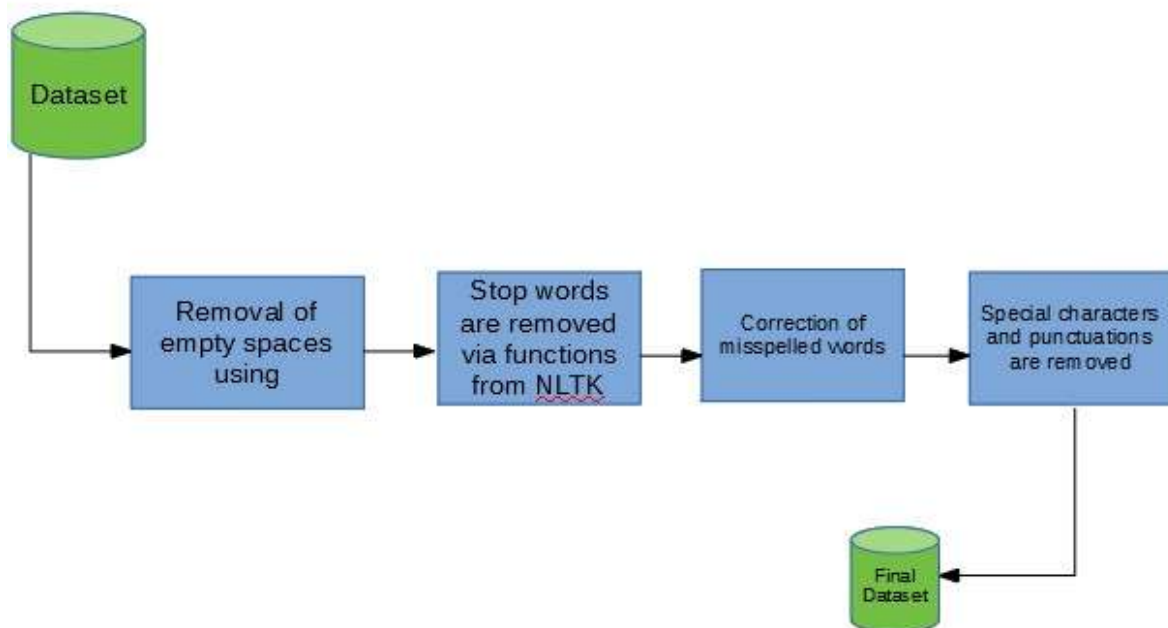 Dataset
Removal of
empty spaces
using
Stop words
are removed
via functions
from NLTK
Correction of
misspelled words
Special characters
and punctuations
are removed
Final
Dataset